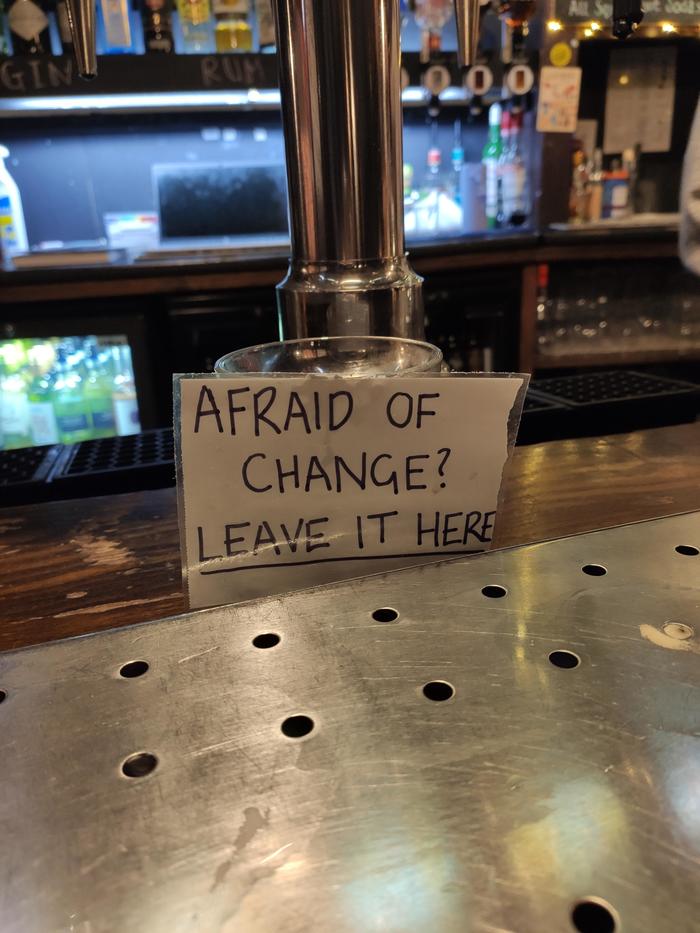 GIN
RUM
AFRAID OF
CHANGE?
LEAVE IT HERE